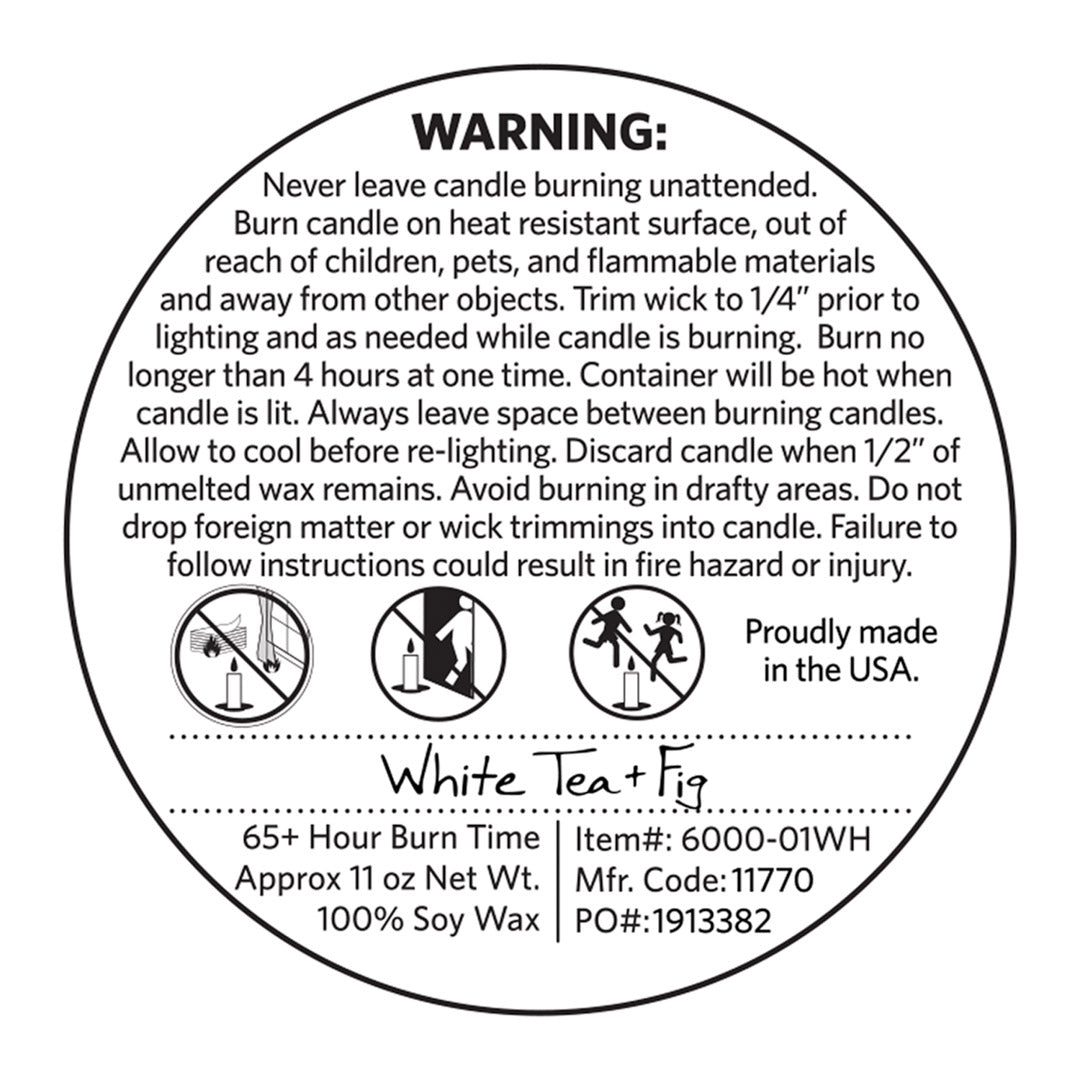 WARNING:
Never leave candle burning unattended.
Burn candle on heat resistant surface, out of
reach of children, pets, and flammable materials
and away from other objects. Trim wick to 1/4” prior to
lighting and as needed while candle is burning.  Burn no
longer than 4 hours at one time. Container will be hot when
candle is lit. Always leave space between burning candles.
Allow to cool before re-lighting. Discard candle when 1/2” of
unmelted wax remains. Avoid burning in drafty areas. Do not
drop foreign matter or wick trimmings into candle. Failure to
follow instructions could result in fire hazard or injury.
Proudly made
in the USA.
White Tea + Fig
65+ Hour Burn Time
Approx 11 oz Net Wt.
100% Soy Wax
Item#: 6000-01WH
Mfr. Code: 11770
PO#:1913382